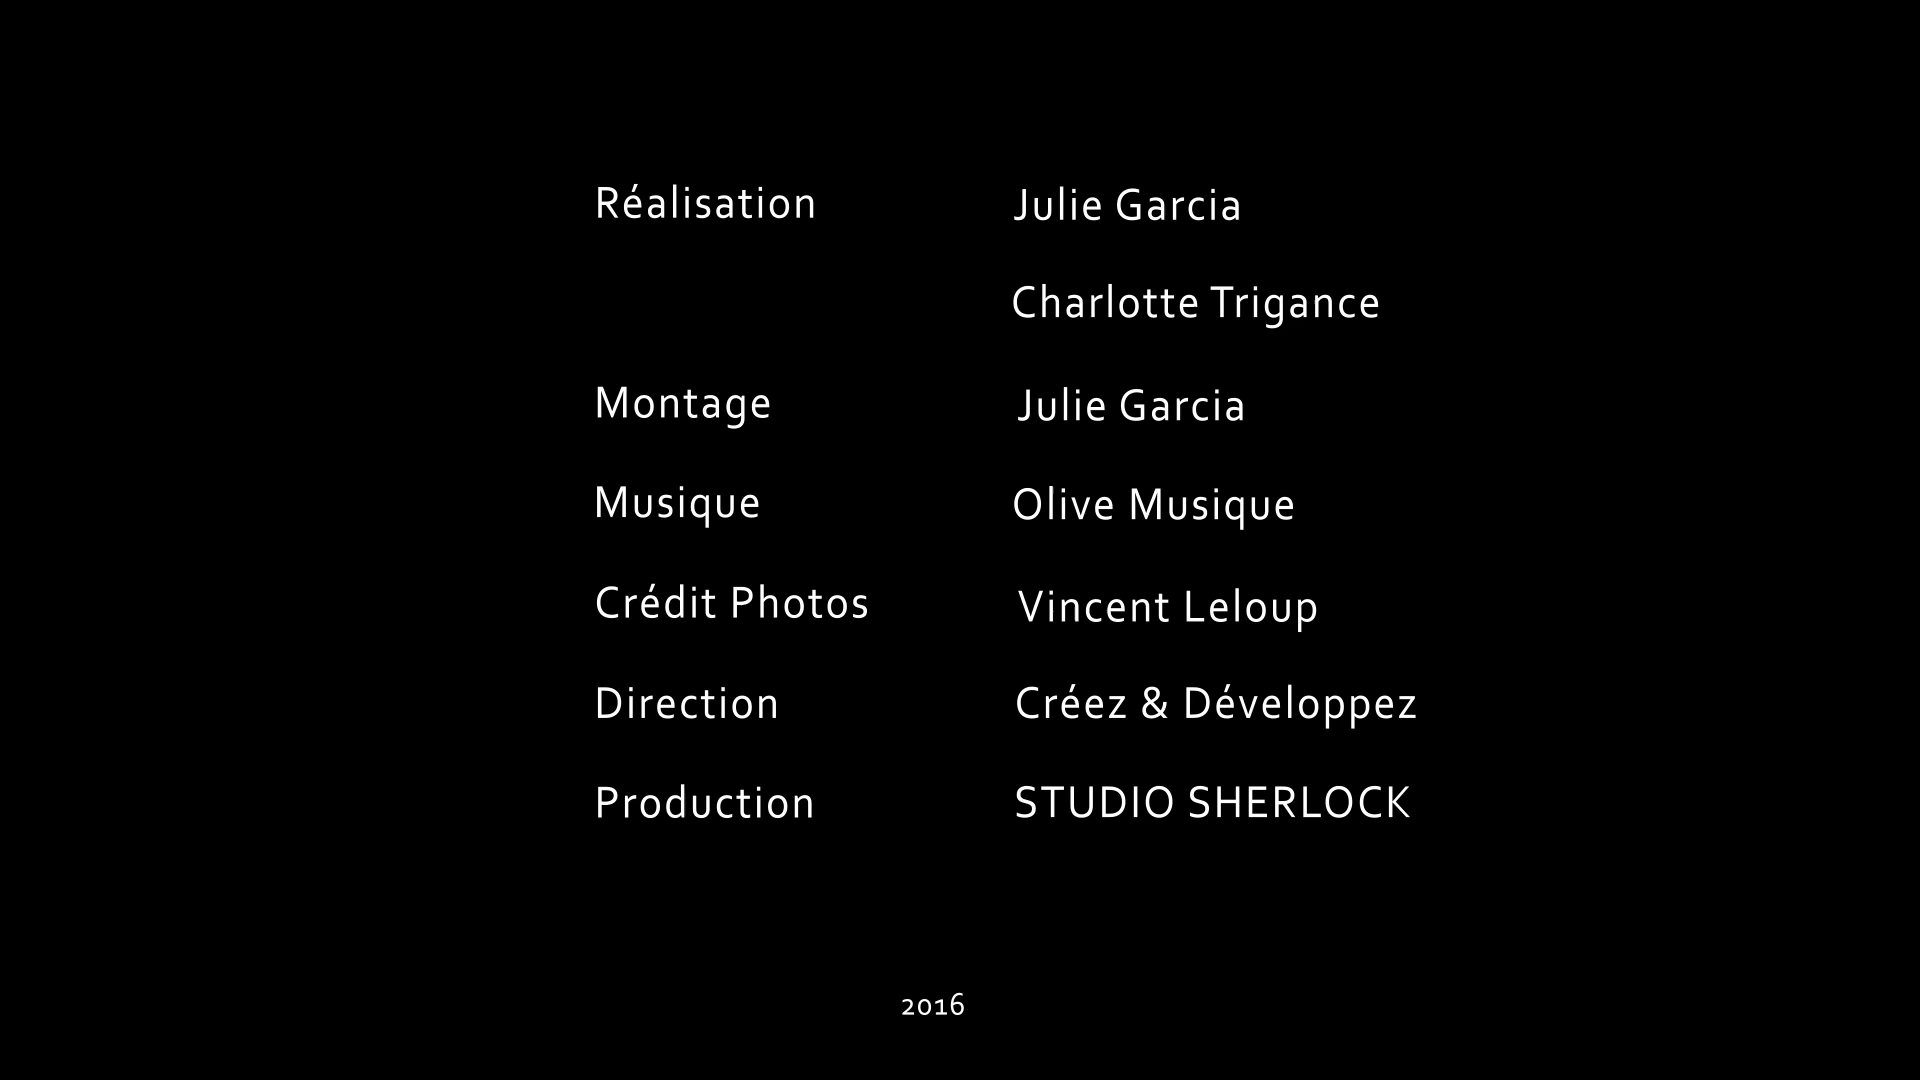 Réalisation Julie Garcia
Charlotte Trigance
Montage Julie Garcia
Musique Olive Musique
Crédit Photos Vincent Leloup
Direction Créez & Développez
Production STUDIO SHERLOCK
2016